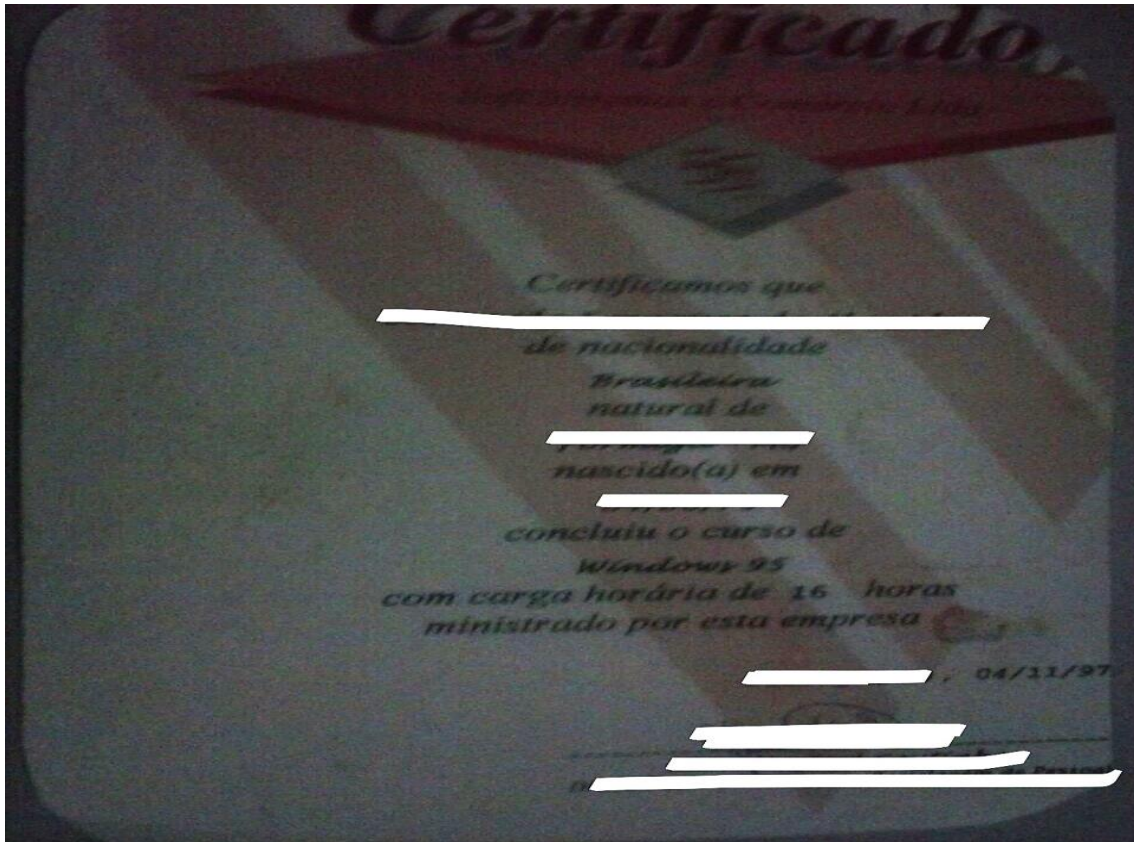 Certificado
Certificamos que
de nacionalidade
Brasileira
natural de
nascido(a) em
concluiu o curso de
Windows 95
com carga horária de 16 horas
ministrado por esta empresa
, 04/11/97